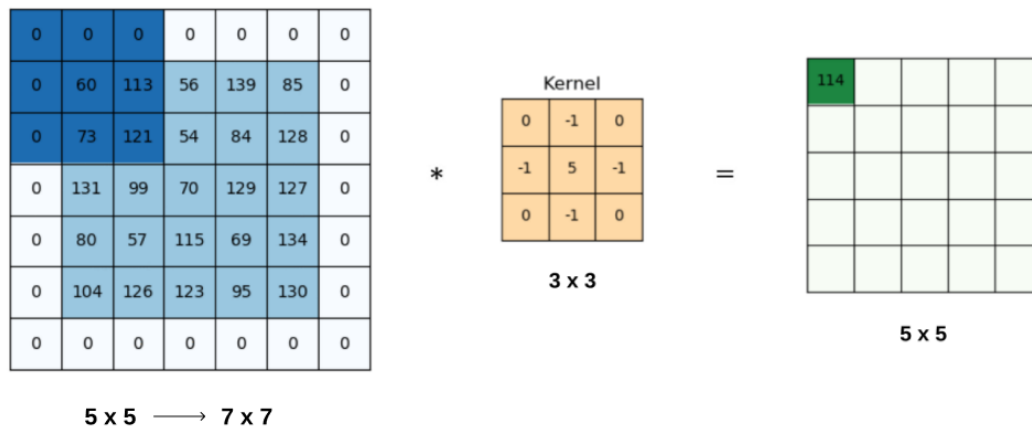 0 0 0 0 0 0 0
0 60 113 56 139 85 0
0 73 121 54 84 128 0
0 131 99 70 129 127 0
0 80 57 115 69 134 0
0 104 126 123 95 130 0
0 0 0 0 0 0 0
5 x 5 ⟶ 7 x 7
*
Kernel
0 -1 0
-1 5 -1
0 -1 0
3 x 3
=
114
5 x 5